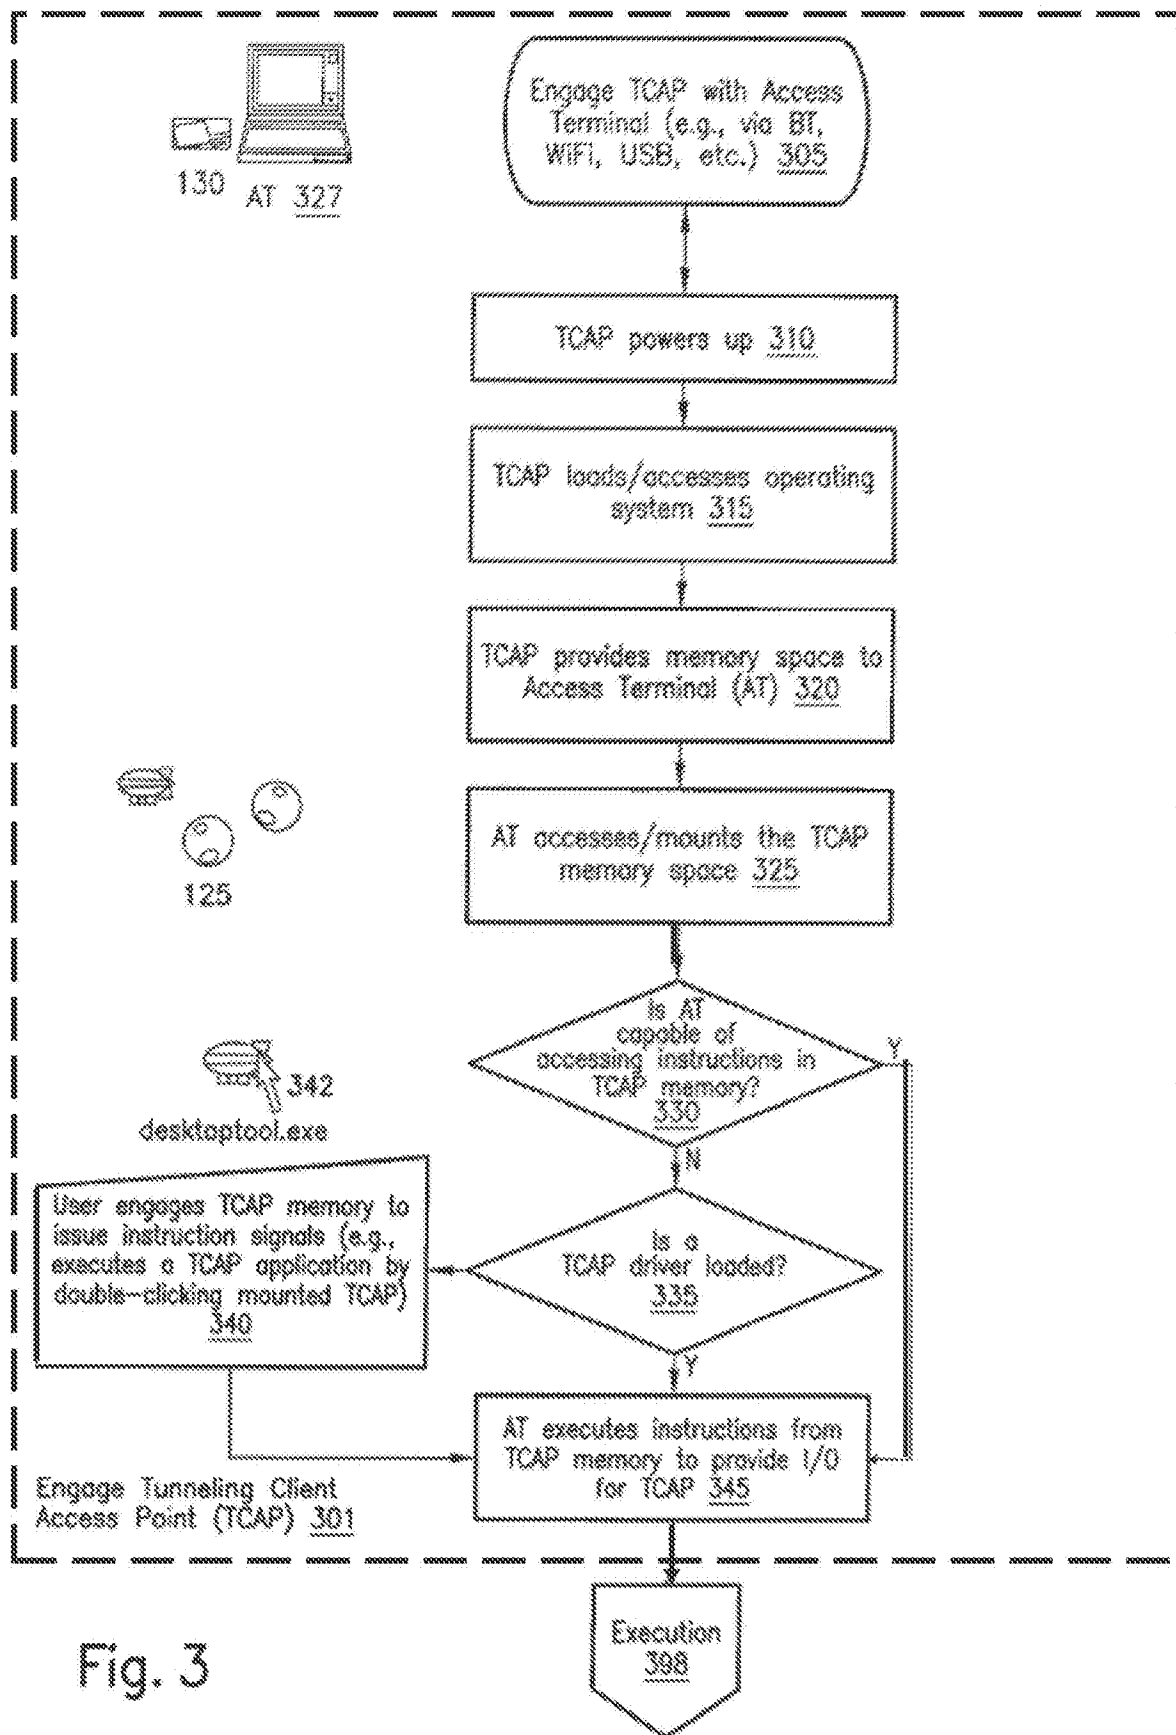 Engage TCAP with Access
Terminal (e.g., via BT,
WiFi, USB, etc.) 305
130
AT 327
TCAP powers up 310
TCAP loads/accesses operating
system 315
TCAP provides memory space to
Access Terminal (AT) 320
AT accesses/mounts the TCAP
memory space 325
125
Is AT
capable of
accessing instructions in
TCAP memory?
330
Y
N
342
desktoptool.exe
User engages TCAP memory to
issue instruction signals (e.g.,
executes a TCAP application by
double-clicking mounted TCAP)
340
Is a
TCAP driver loaded?
335
Y
AT executes instructions from
TCAP memory to provide I/O
for TCAP 345
Engage Tunneling Client
Access Point (TCAP) 301
Execution
398
Fig. 3